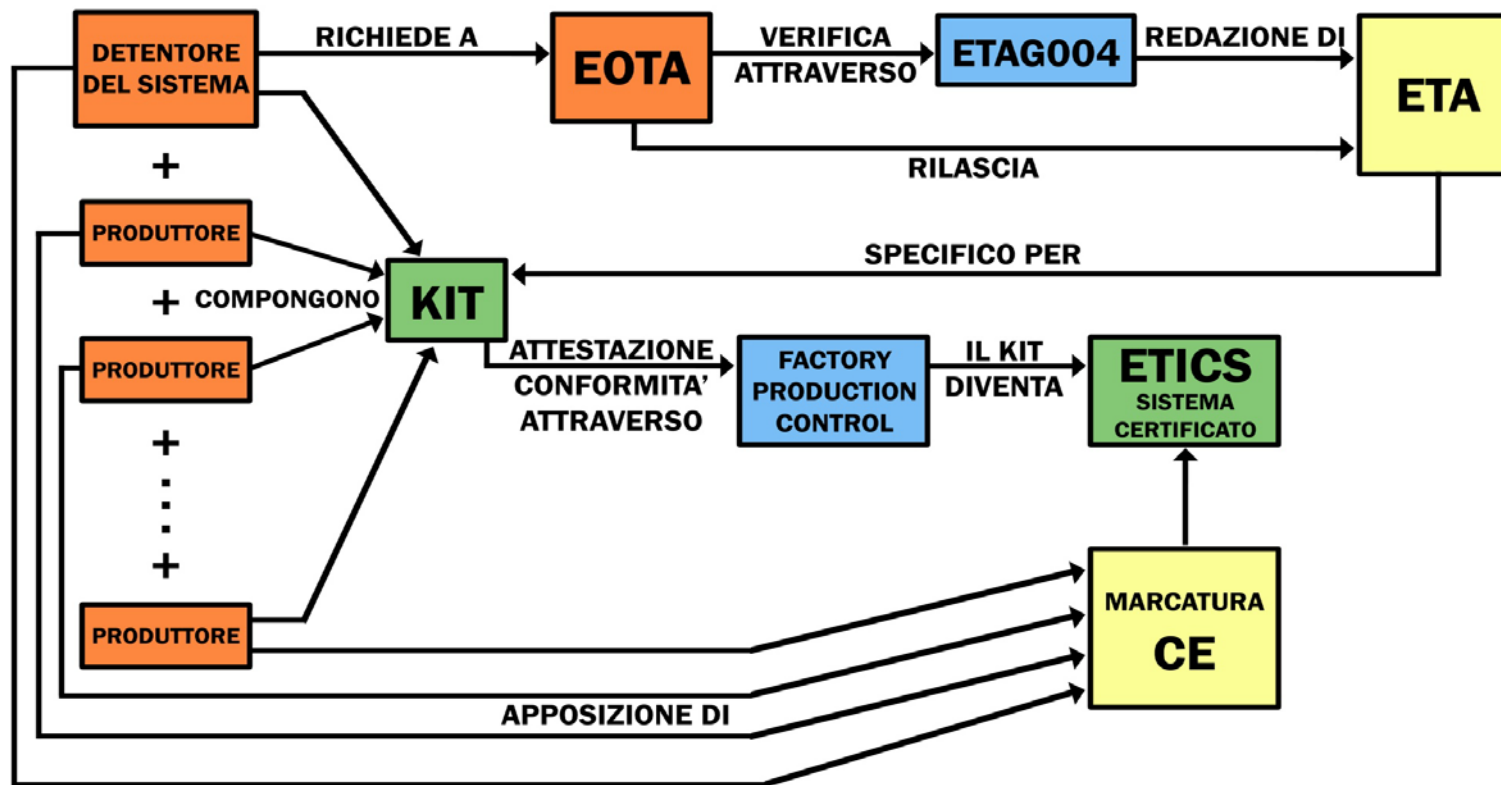 DETENTORE
DEL SISTEMA
RICHIEDE A
EOTA
VERIFICA
ATTRAVERSO
ETAG004
REDAZIONE DI
ETA
RILASCIA
+
PRODUTTORE
SPECIFICO PER
+ COMPONGONO
KIT
PRODUTTORE
ATTESTAZIONE
CONFORMITA'
ATTRAVERSO
FACTORY
PRODUCTION
CONTROL
IL KIT
DIVENTA
ETICS
SISTEMA
CERTIFICATO
+
+
PRODUTTORE
MARCATURA
CE
APPOSIZIONE DI